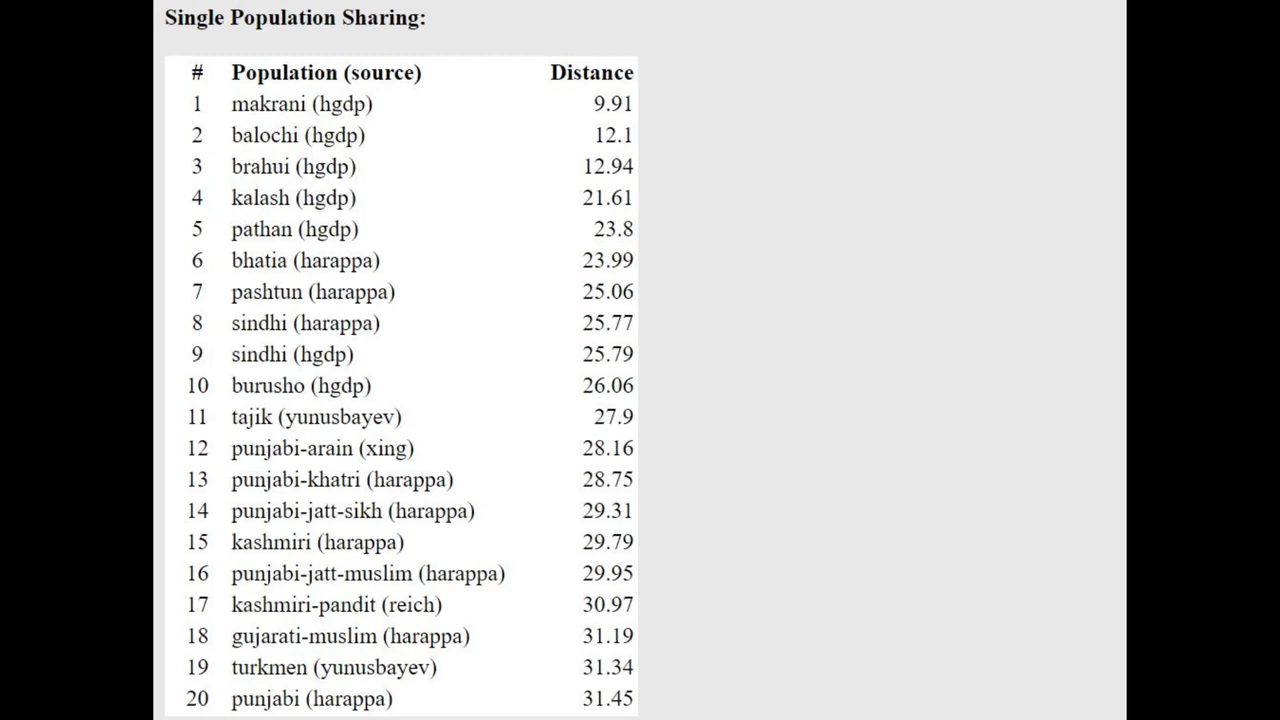 Single Population Sharing:
# Population (source) Distance
1 makrani (hgdp) 9.91
2 balochi (hgdp) 12.1
3 brahui (hgdp) 12.94
4 kalash (hgdp) 21.61
5 pathan (hgdp) 23.8
6 bhatia (harappa) 23.99
7 pashtun (harappa) 25.06
8 sindhi (harappa) 25.77
9 sindhi (hgdp) 25.79
10 burusho (hgdp) 26.06
11 tajik (yunusbayev) 27.9
12 punjabi-arain (xing) 28.16
13 punjabi-khatri (harappa) 28.75
14 punjabi-jatt-sikh (harappa) 29.31
15 kashmiri (harappa) 29.79
16 punjabi-jatt-muslim (harappa) 29.95
17 kashmiri-pandit (reich) 30.97
18 gujarati-muslim (harappa) 31.19
19 turkmen (yunusbayev) 31.34
20 punjabi (harappa) 31.45